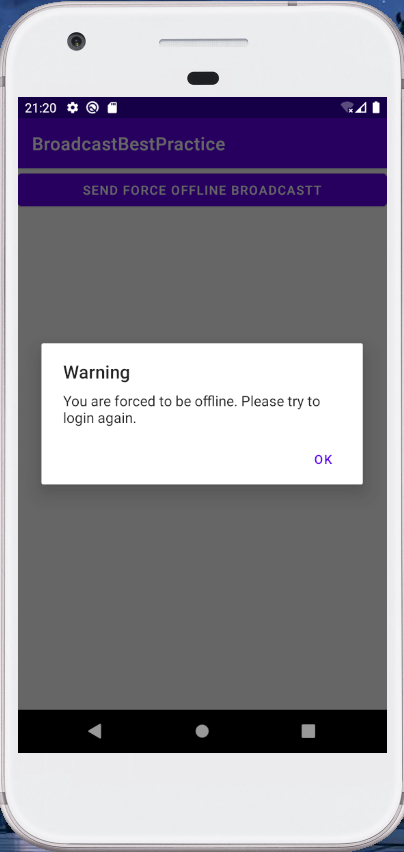 21:20
BroadcastBestPractice
SEND FORCE OFFLINE BROADCASTT
Warning
You are forced to be offline. Please try to
login again.
OK